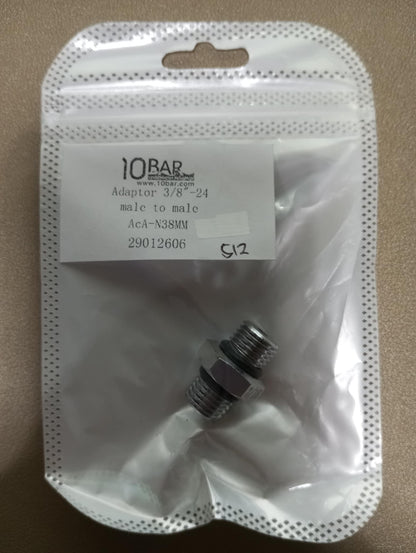 10BAR
www.10bar.com
Adaptor 3/8"-24
male to male
AcA-N38MM
29012606
512